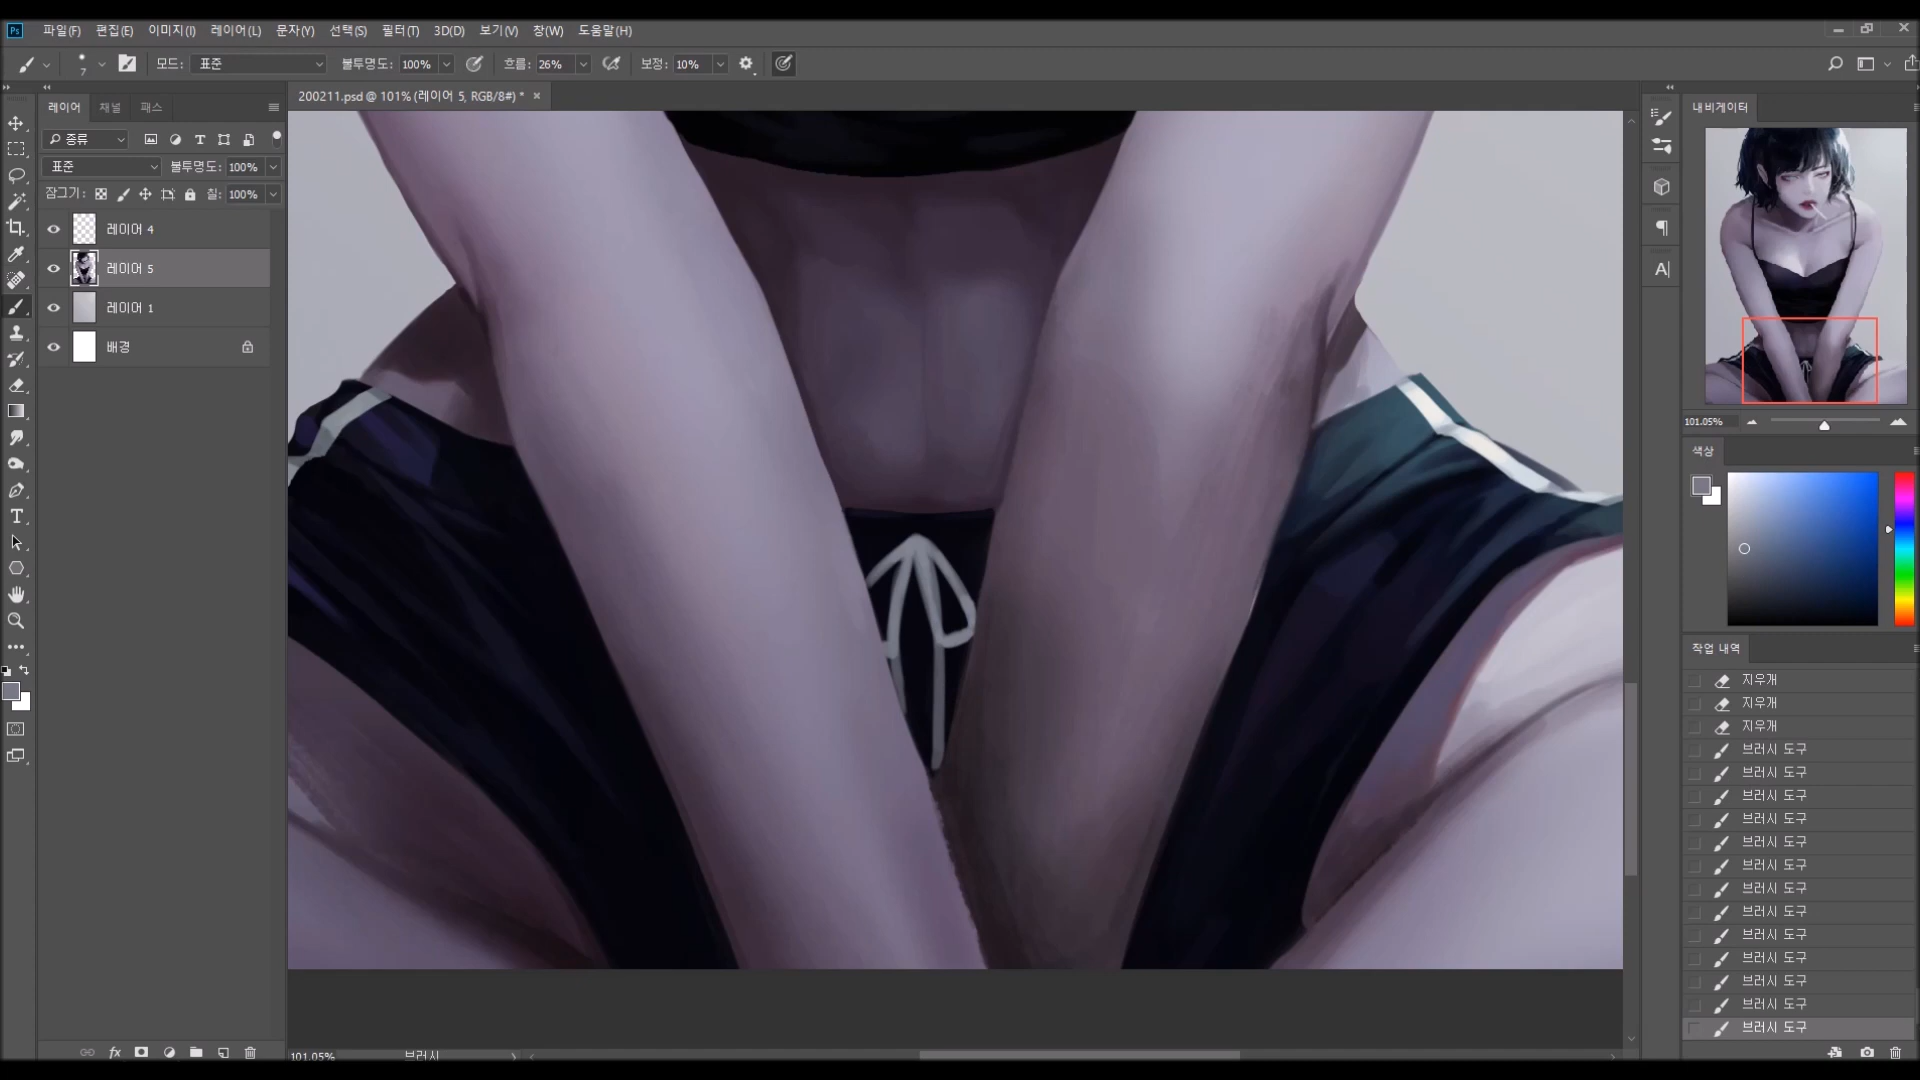 Ps 파일(F) 편집(E) 이미지(I) 레이어(L) 문자(Y) 선택(S) 필터(T) 3D(D) 보기(V) 창(W) 도움말(H)
7 모드: 표준 불투명도: 100% 흐름: 26% 보정: 10%
레이어 채널 패스
200211.psd @ 101% (레이어 5, RGB/8#) *
내비게이터
종류
표준 불투명도: 100%
잠그기: 칠: 100%
레이어 4
레이어 5
레이어 1
배경
101.05%
색상
작업 내역
지우개
지우개
지우개
브러시 도구
브러시 도구
브러시 도구
브러시 도구
브러시 도구
브러시 도구
브러시 도구
브러시 도구
브러시 도구
브러시 도구
브러시 도구
브러시 도구
브러시 도구
fx
101.05% 브러시